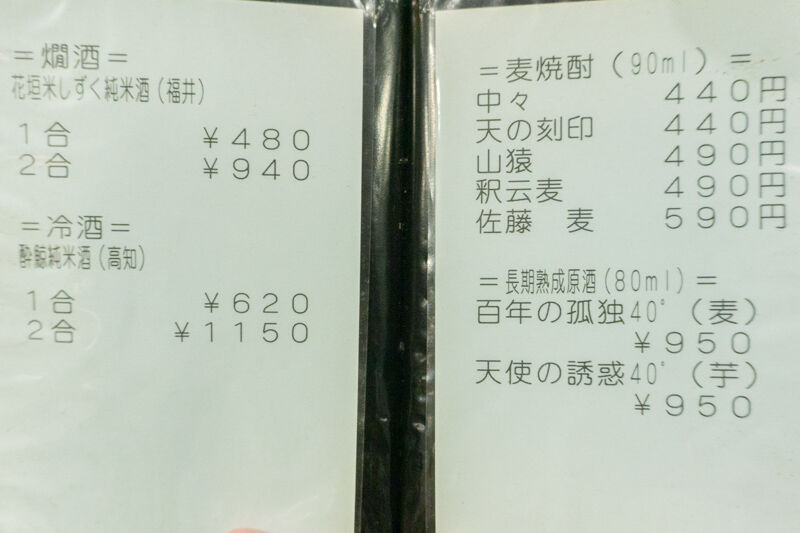 ＝燗酒＝
花垣米しずく純米酒（福井）
１合 ￥４８０
２合 ￥９４０
＝冷酒＝
酔鯨純米酒（高知）
１合 ￥６２０
２合 ￥１１５０
＝麦焼酎（90ml）＝
中々 ４４０円
天の刻印 ４４０円
山猿 ４９０円
釈云麦 ４９０円
佐藤　麦 ５９０円
＝長期熟成原酒（80ml）＝
百年の孤独40°（麦）
￥９５０
天使の誘惑40°（芋）
￥９５０